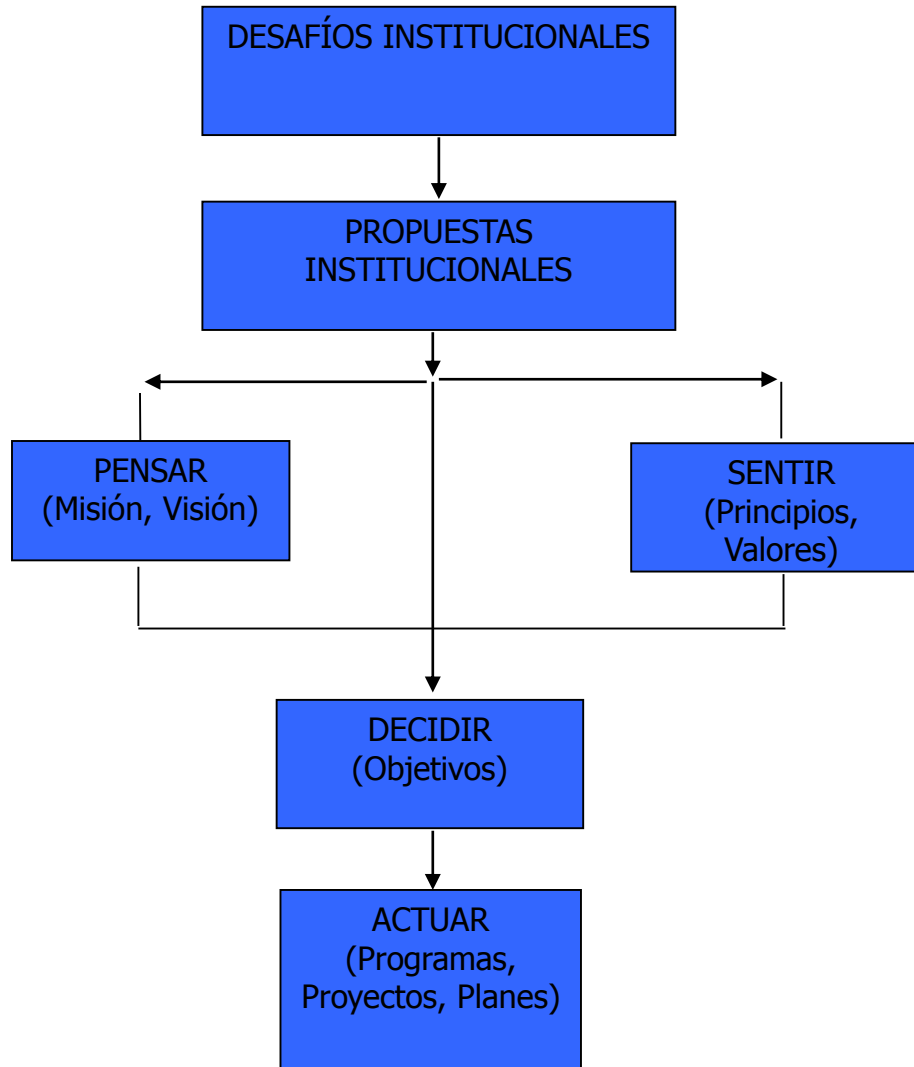 DESAFÍOS INSTITUCIONALES
PROPUESTAS
INSTITUCIONALES
PENSAR
(Misión, Visión)
SENTIR
(Principios,
Valores)
DECIDIR
(Objetivos)
ACTUAR
(Programas,
Proyectos, Planes)